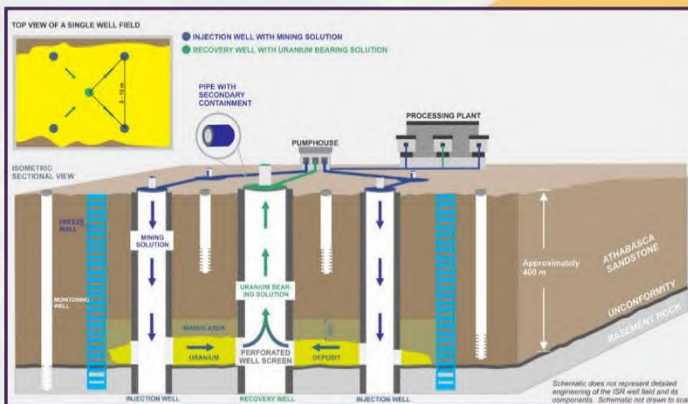 TOP VIEW OF A SINGLE WELL FIELD
INJECTION WELL WITH MINING SOLUTION
RECOVERY WELL WITH URANIUM BEARING SOLUTION
PIPE WITH
SECONDARY
CONTAINMENT
PUMPHOUSE
PROCESSING PLANT
ISOMETRIC
SECTIONAL VIEW
FREEZE
WALL
MINING
SOLUTION
MONITORING
WELL
URANIUM BEAR-
ING SOLUTION
MINING AREA
URANIUM
PERFORATED
WELL SCREEN
DEPOSIT
Approximately
400 m
ATHABASCA
SANDSTONE
UNCONFORMITY
BASEMENT ROCK
INJECTION WELL
RECOVERY WELL
INJECTION WELL
Schematic does not represent detailed
engineering of the ISR well field and its
components. Schematic not drawn to sca